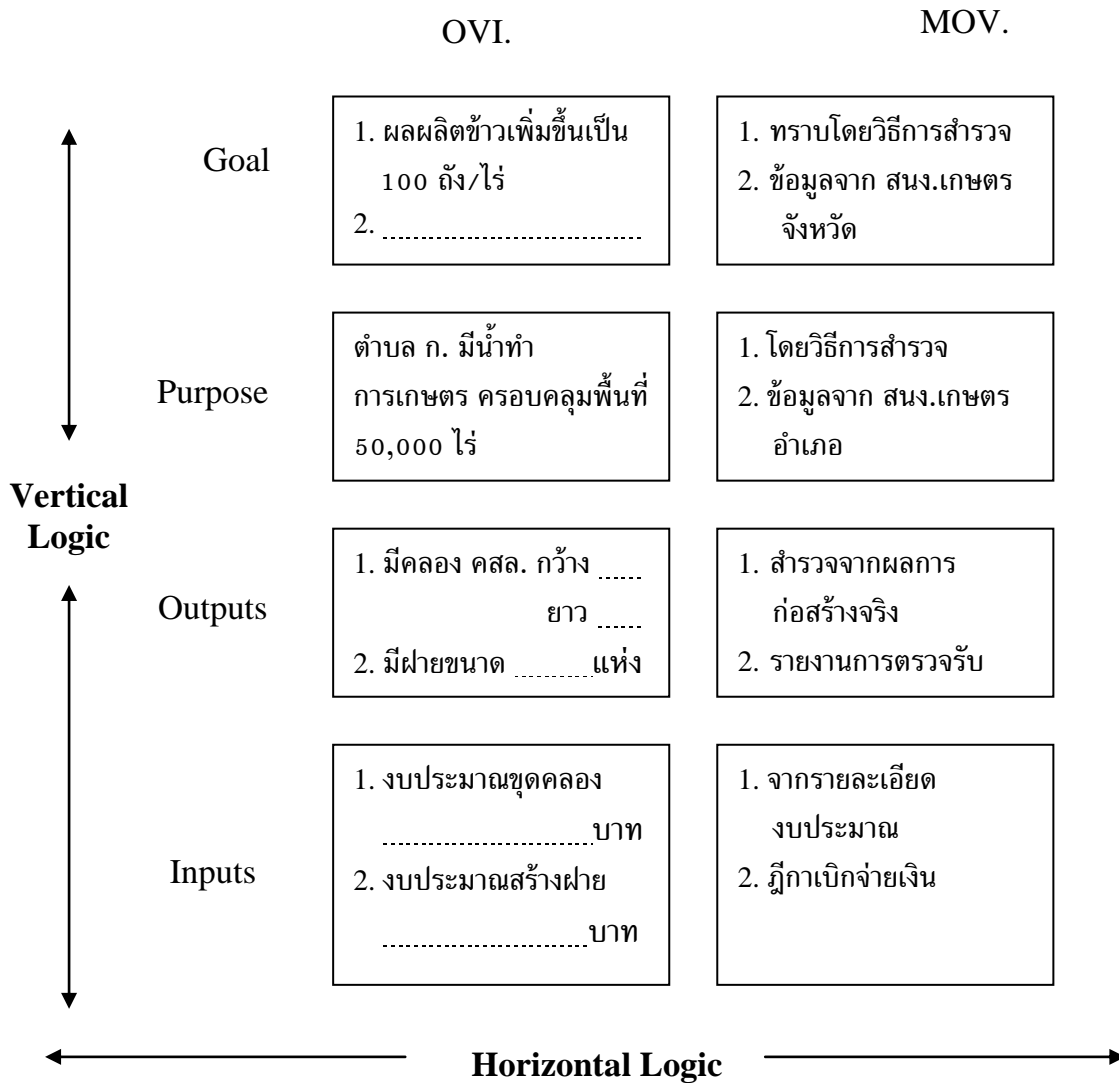 OVI.
MOV.
Goal
1. ผลผลิตข้าวเพิ่มขึ้นเป็น
100 ถัง/ไร่
2. ................................
1. ทราบโดยวิธีการสำรวจ
2. ข้อมูลจาก สนง.เกษตร
จังหวัด
Purpose
ตำบล ก. มีน้ำทำ
การเกษตร ครอบคลุมพื้นที่
50,000 ไร่
1. โดยวิธีการสำรวจ
2. ข้อมูลจาก สนง.เกษตร
อำเภอ
Vertical
Logic
Outputs
1. มีคลอง คสล. กว้าง ......
ยาว ......
2. มีฝายขนาด ..........แห่ง
1. สำรวจจากผลการ
ก่อสร้างจริง
2. รายงานการตรวจรับ
Inputs
1. งบประมาณขุดคลอง
..........................บาท
2. งบประมาณสร้างฝาย
..........................บาท
1. จากรายละเอียด
งบประมาณ
2. ฎีกาเบิกจ่ายเงิน
Horizontal Logic